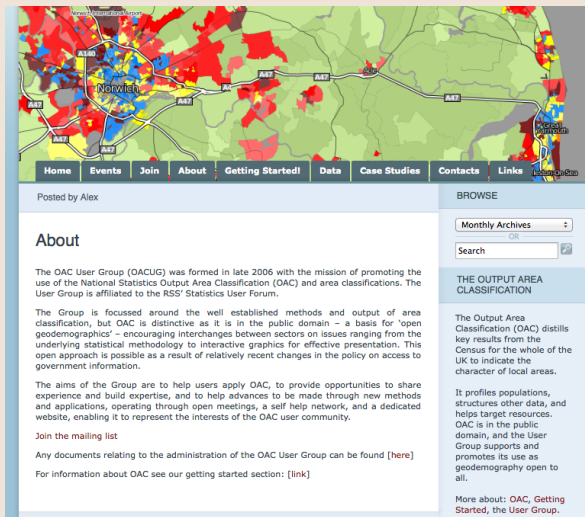 Norwich International Airport
A140
Norwich
A47
A47
A47
A47
A47
A47
Acle
A47
Great
Yarmouth
Home Events Join About Getting Started! Data Case Studies Contacts Links
Posted by Alex
About
The OAC User Group (OACUG) was formed in late 2006 with the mission of promoting the
use of the National Statistics Output Area Classification (OAC) and area classifications. The
User Group is affiliated to the RSS' Statistics User Forum.
The Group is focussed around the well established methods and output of area
classification, but OAC is distinctive as it is in the public domain – a basis for 'open
geodemographics' – encouraging interchanges between sectors on issues ranging from the
underlying statistical methodology to interactive graphics for effective presentation. This
open approach is possible as a result of relatively recent changes in the policy on access to
government information.
The aims of the Group are to help users apply OAC, to provide opportunities to share
experience and build expertise, and to help advances to be made through new methods
and applications, operating through open meetings, a self help network, and a dedicated
website, enabling it to represent the interests of the OAC user community.
Join the mailing list
Any documents relating to the administration of the OAC User Group can be found [here]
For information about OAC see our getting started section: [link]
BROWSE
Monthly Archives
OR
Search
THE OUTPUT AREA
CLASSIFICATION
The Output Area
Classification (OAC) distills
key results from the
Census for the whole of the
UK to indicate the
character of local areas.
It profiles populations,
structures other data, and
helps target resources.
OAC is in the public
domain, and the User
Group supports and
promotes its use as
geodemography open to
all.
More about: OAC, Getting
Started, the User Group.